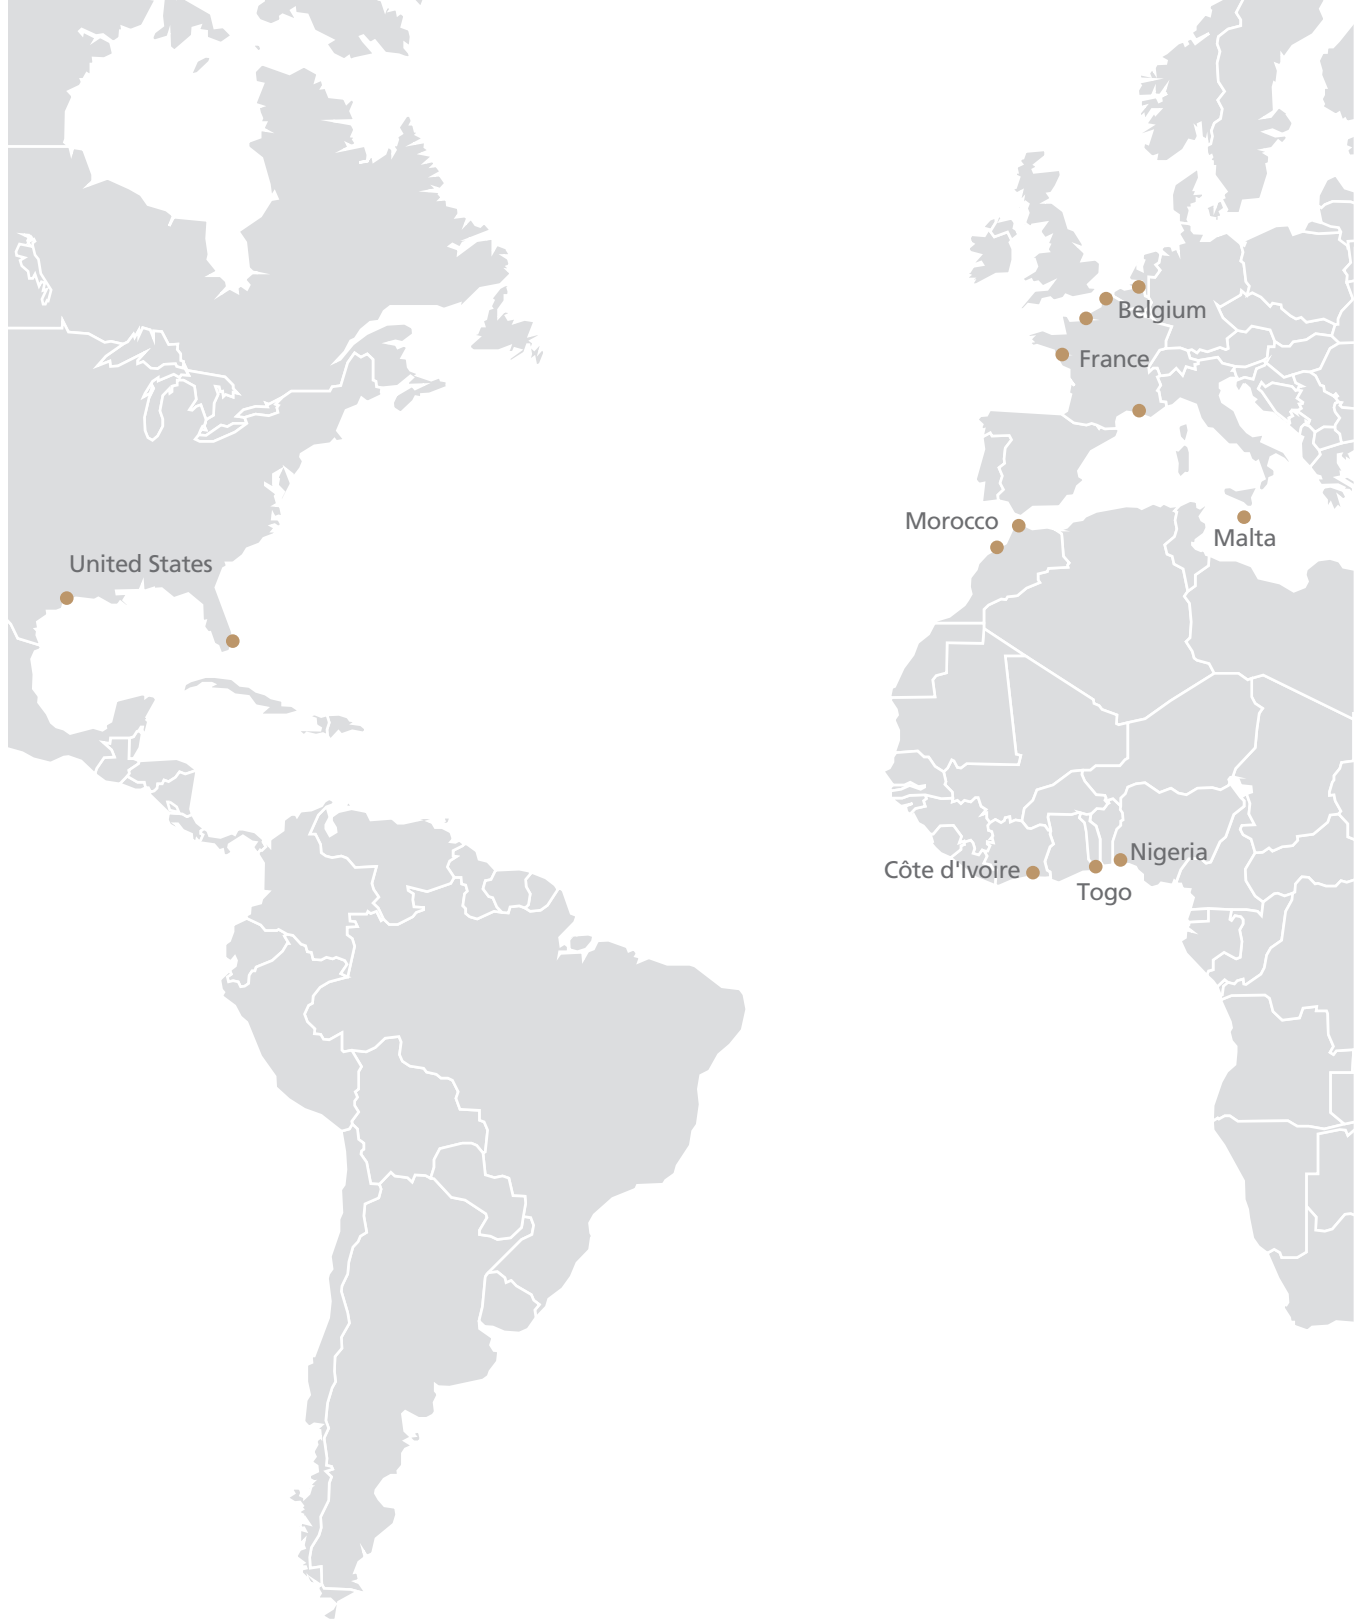 Belgium
France
Morocco
Malta
United States
Nigeria
Côte d'Ivoire
Togo